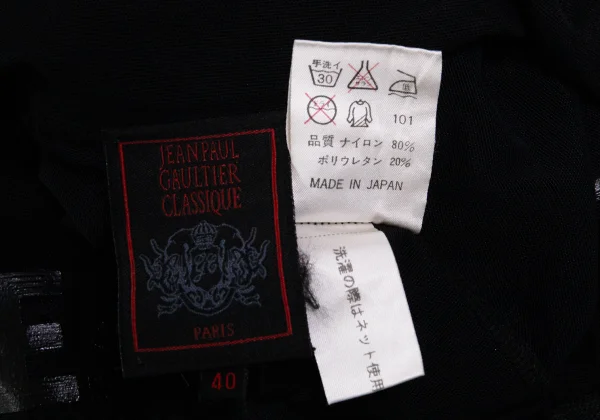 手洗イ
30
101
品質 ナイロン 80%
ポリウレタン 20%
MADE IN JAPAN
JEAN PAUL
GAULTIER
CLASSIQUE
PARIS
40
洗濯の際はネット使用